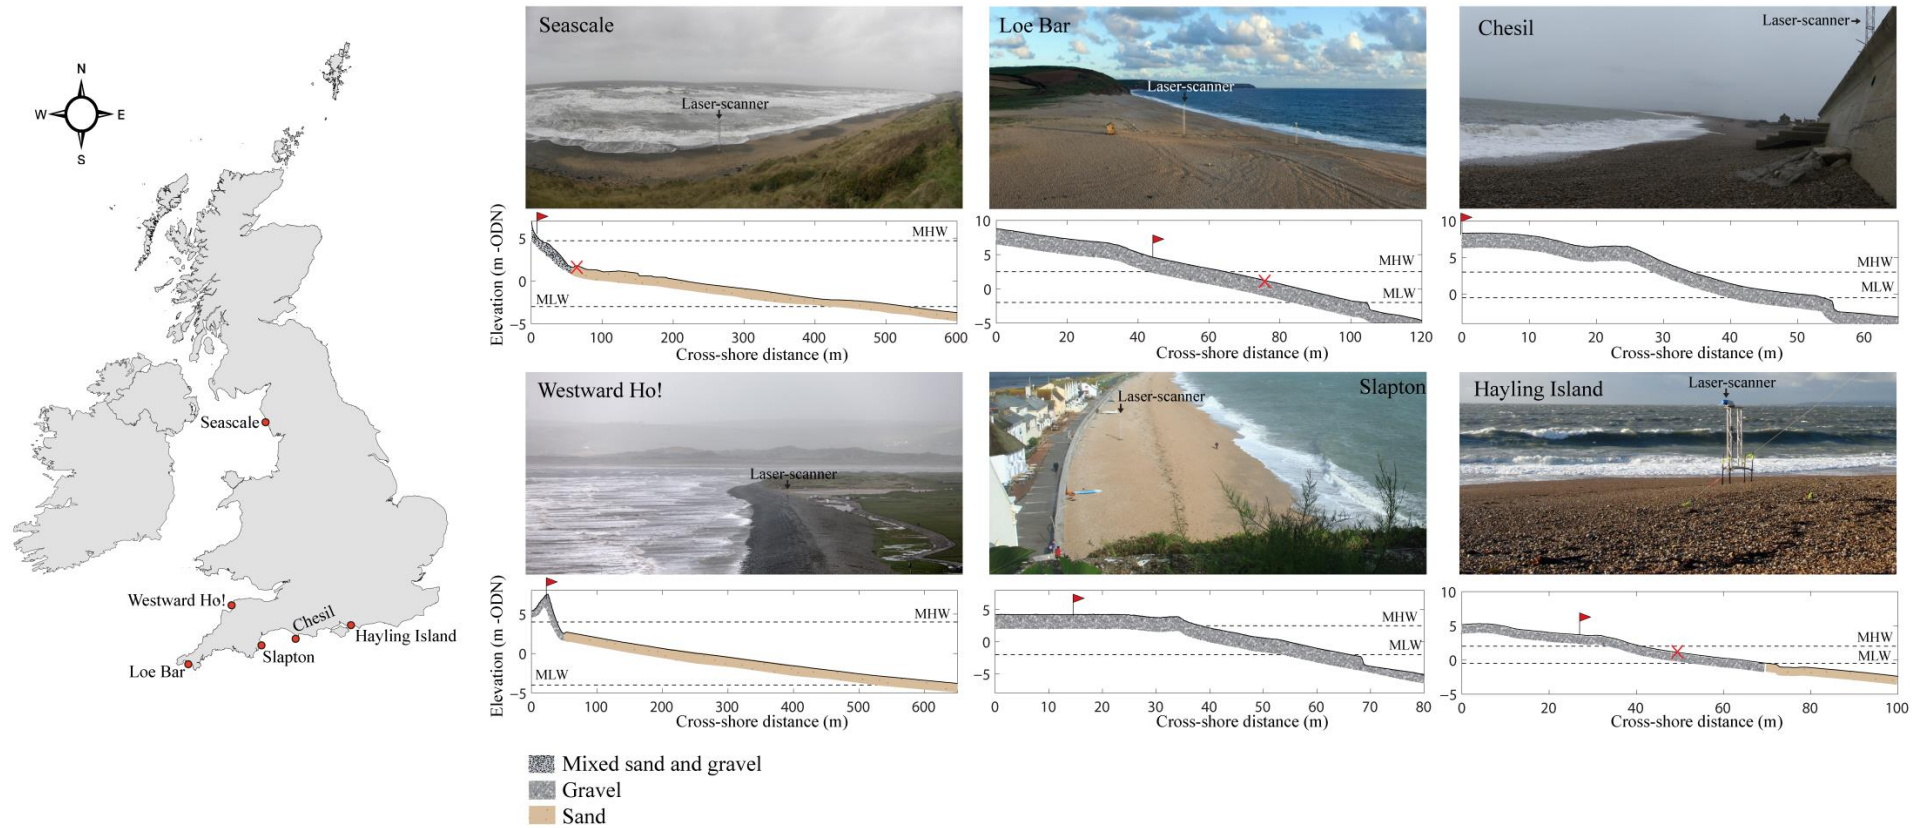 N
W
E
S
Seascale
Westward Ho!
Chesil
Hayling Island
Slapton
Loe Bar
Seascale
Laser-scanner
Elevation (m -ODN)
MHW
MLW
5
0
−5
0 100 200 300 400 500 600
Cross-shore distance (m)
Loe Bar
Laser-scanner
MHW
MLW
10
5
0
−5
0 20 40 60 80 100 120
Cross-shore distance (m)
Chesil
Laser-scanner
MHW
MLW
10
5
0
0 10 20 30 40 50 60
Cross-shore distance (m)
Westward Ho!
Laser-scanner
Elevation (m -ODN)
MHW
MLW
5
0
−5
0 100 200 300 400 500 600
Cross-shore distance (m)
Slapton
Laser-scanner
MHW
MLW
5
0
−5
0 10 20 30 40 50 60 70 80
Cross-shore distance (m)
Hayling Island
Laser-scanner
MHW
MLW
10
5
0
−5
0 20 40 60 80 100
Cross-shore distance (m)
Mixed sand and gravel
Gravel
Sand